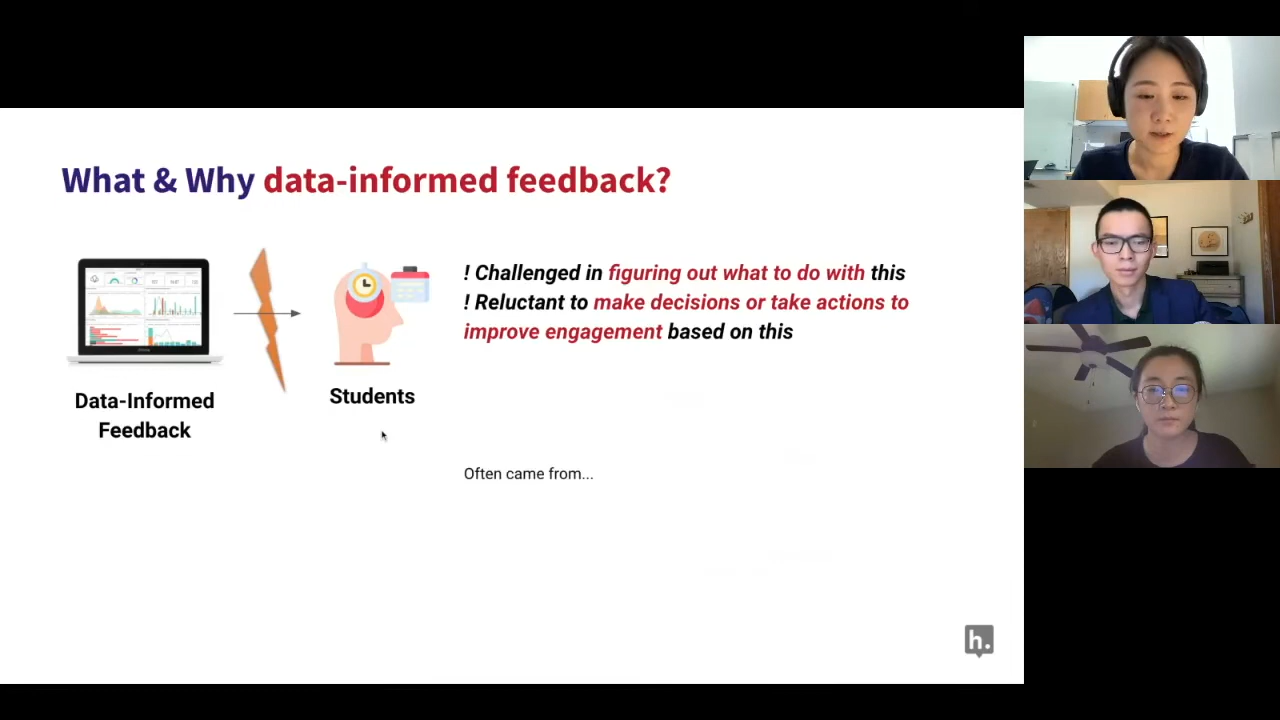 What & Why data-informed feedback?
! Challenged in figuring out what to do with this
! Reluctant to make decisions or take actions to
improve engagement based on this
Data-Informed
Feedback
Students
Often came from...
h.